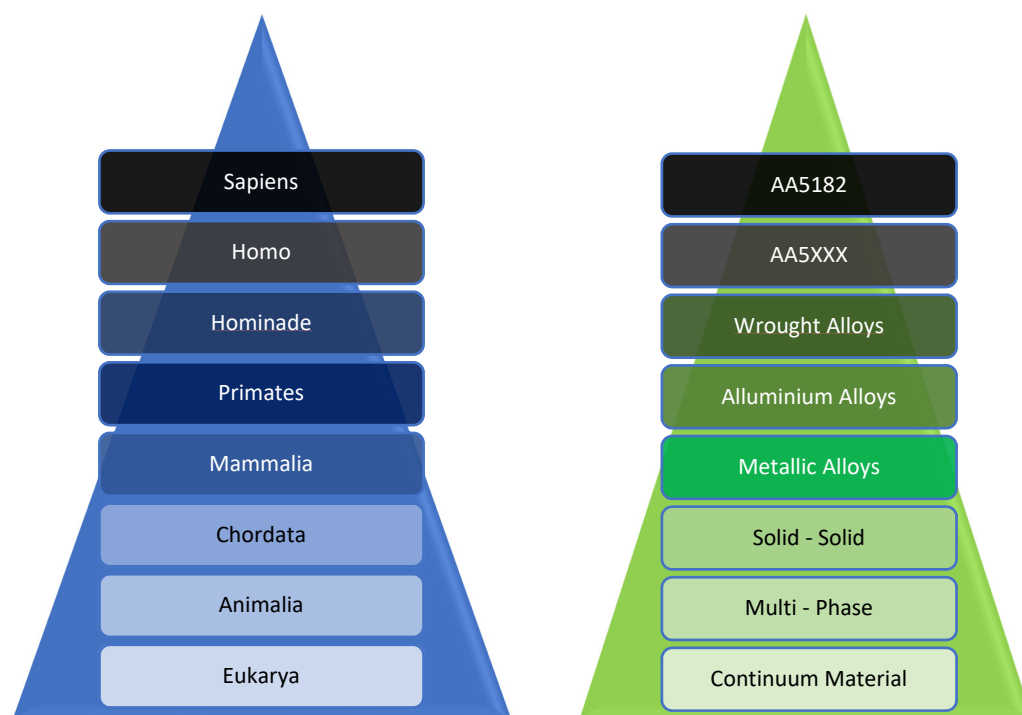 Sapiens
Homo
Hominade
Primates
Mammalia
Chordata
Animalia
Eukarya
AA5182
AA5XXX
Wrought Alloys
Alluminium Alloys
Metallic Alloys
Solid - Solid
Multi - Phase
Continuum Material